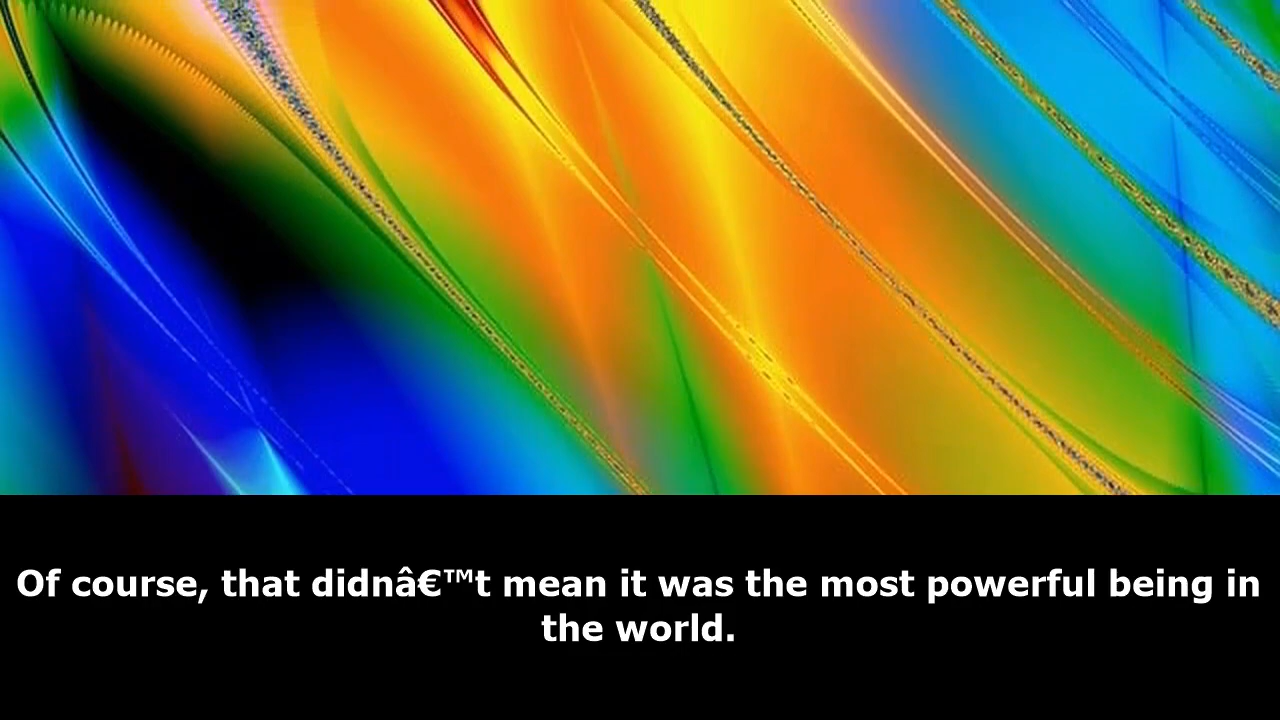 Of course, that didnâ€™t mean it was the most powerful being in
the world.